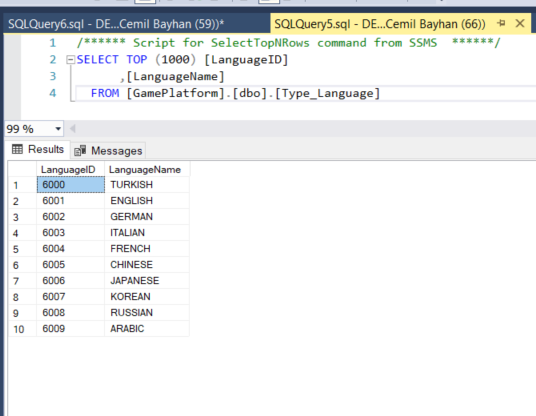 SQLQuery6.sql - DE...Cemil Bayhan (59))*
SQLQuery5.sql - DE...Cemil Bayhan (66))
1 /****** Script for SelectTopNRows command from SSMS ******/
2 SELECT TOP (1000) [LanguageID]
3 ,[LanguageName]
4 FROM [GamePlatform].[dbo].[Type_Language]
99 %
Results Messages
LanguageID LanguageName
1 6000 TURKISH
2 6001 ENGLISH
3 6002 GERMAN
4 6003 ITALIAN
5 6004 FRENCH
6 6005 CHINESE
7 6006 JAPANESE
8 6007 KOREAN
9 6008 RUSSIAN
10 6009 ARABIC